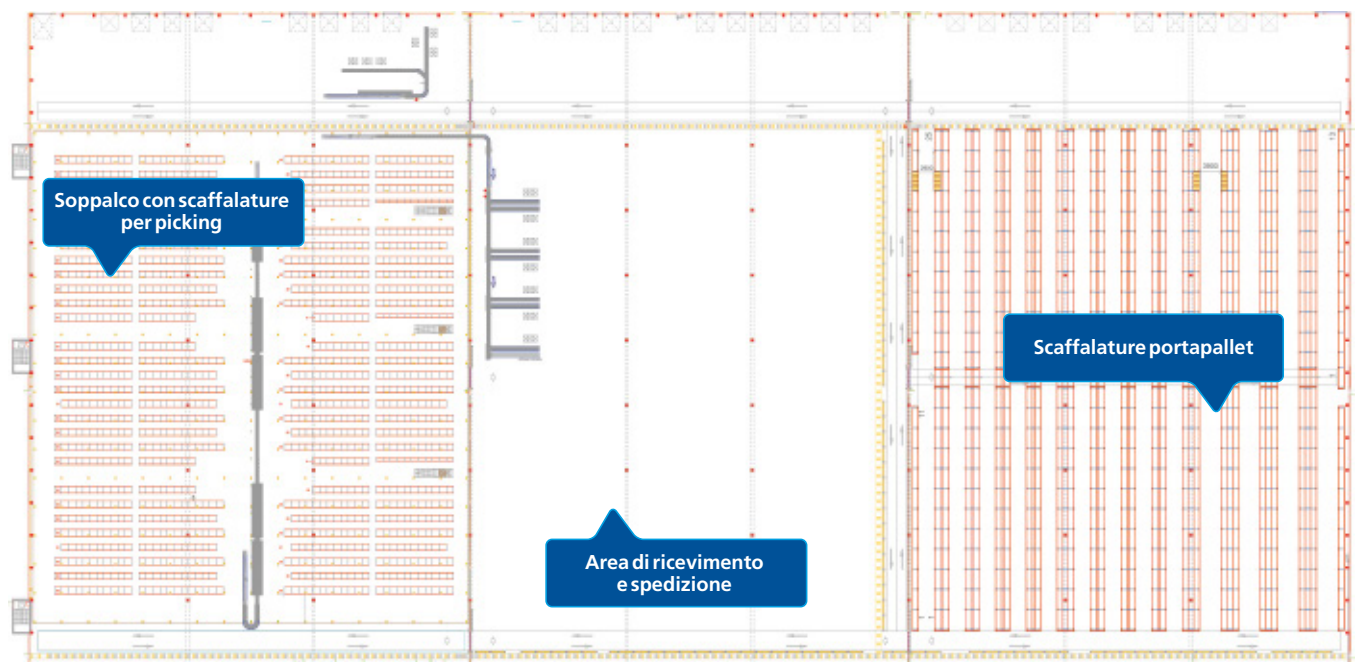 Soppalco con scaffalature
per picking
Scaffalature portapallet
Area di ricevimento
e spedizione